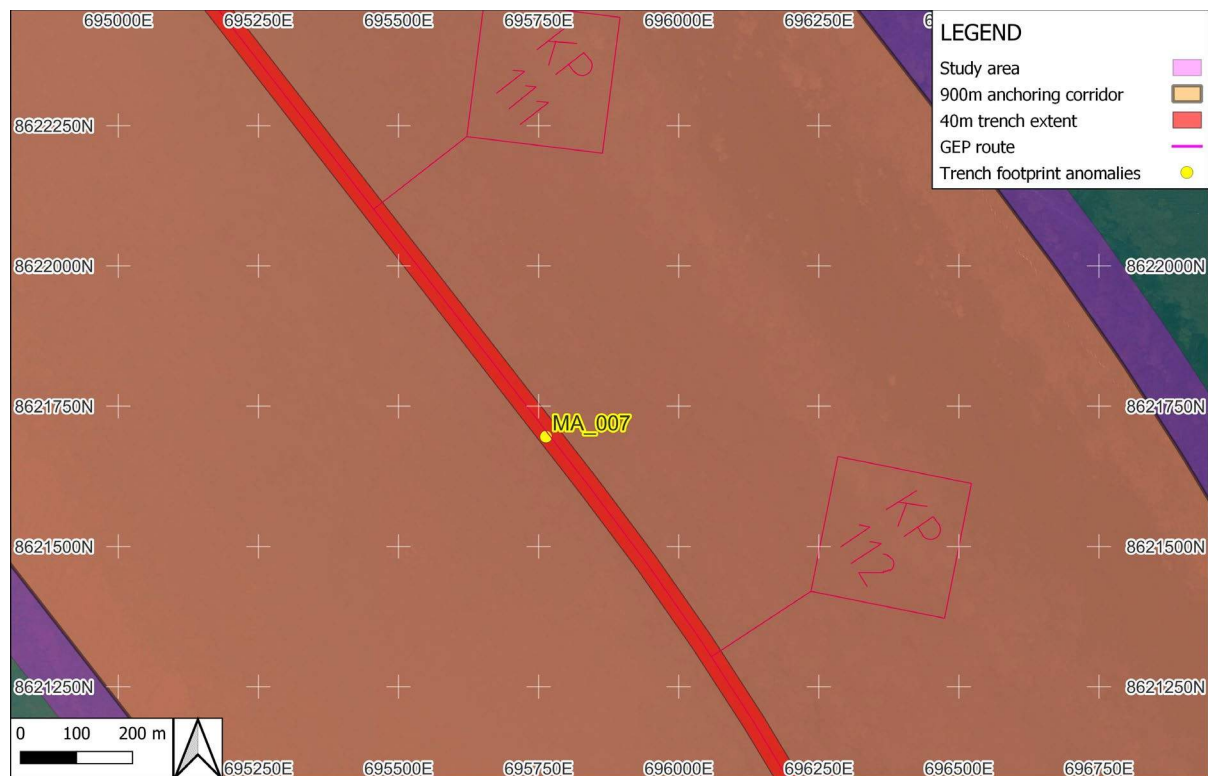 695000E 695250E 695500E 695750E 696000E 696250E
LEGEND
Study area
900m anchoring corridor
40m trench extent
GEP route
Trench footprint anomalies
KP
111
8622250N
8622000N 8622000N
8621750N 8621750N
MA_007
KP
112
8621500N 8621500N
8621250N 8621250N
0 100 200 m
695250E 695500E 695750E 696000E 696250E 696500E 696750E